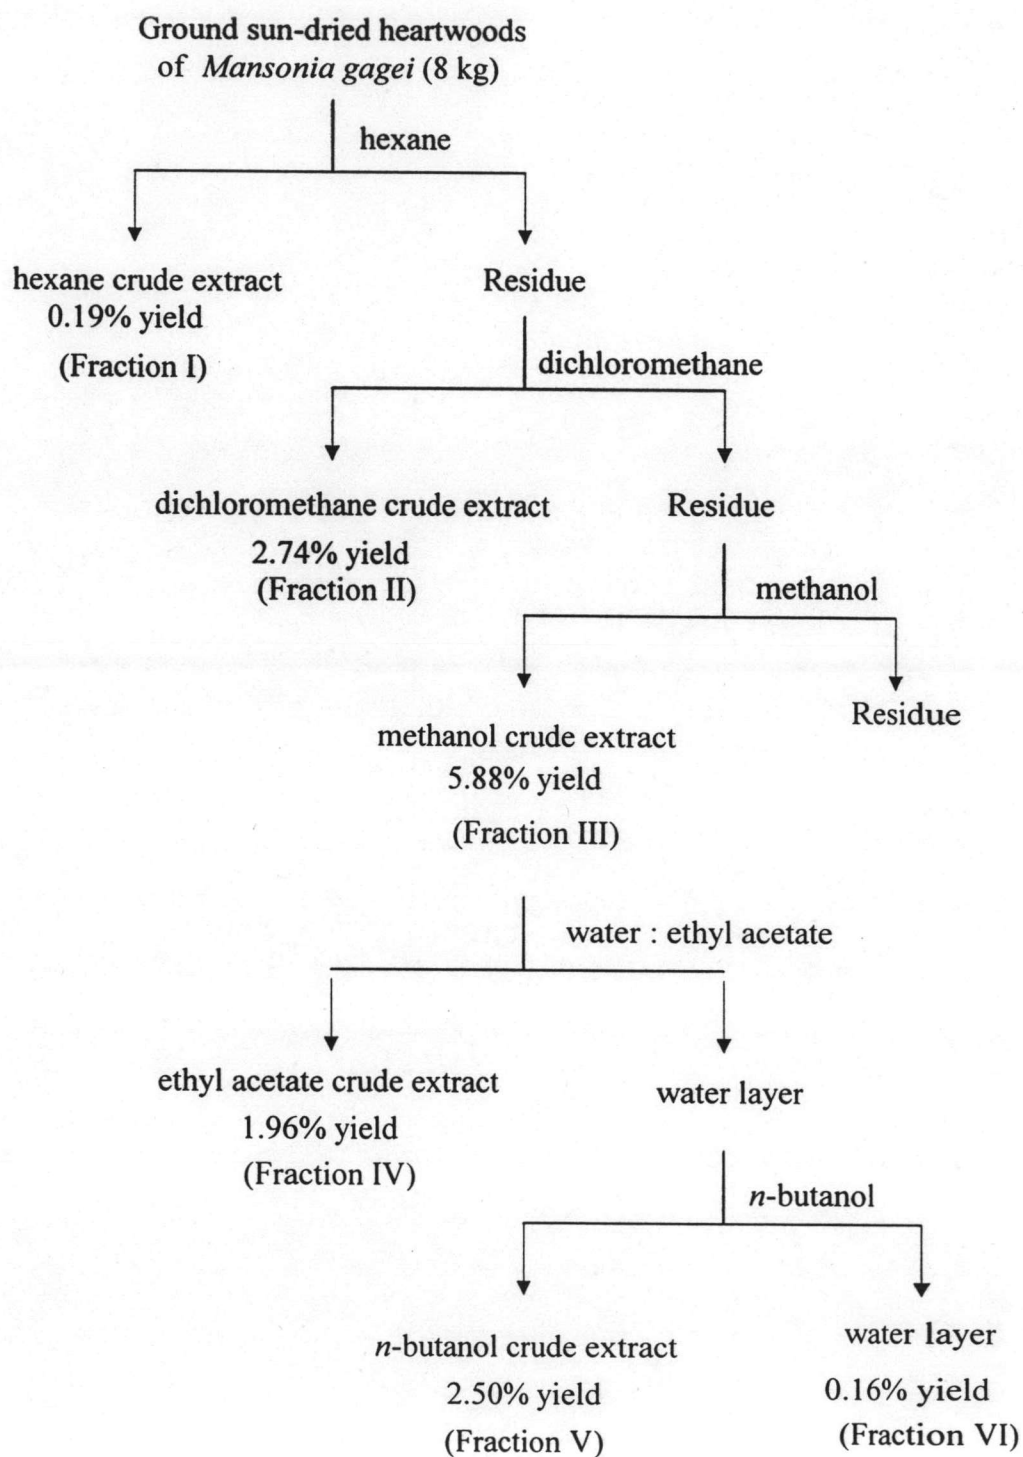 Ground sun-dried heartwoods
of Mansonia gagei (8 kg)
hexane
hexane crude extract
0.19% yield
(Fraction I)
Residue
dichloromethane
dichloromethane crude extract
2.74% yield
(Fraction II)
Residue
methanol
methanol crude extract
5.88% yield
(Fraction III)
Residue
water : ethyl acetate
ethyl acetate crude extract
1.96% yield
(Fraction IV)
water layer
n-butanol
n-butanol crude extract
2.50% yield
(Fraction V)
water layer
0.16% yield
(Fraction VI)